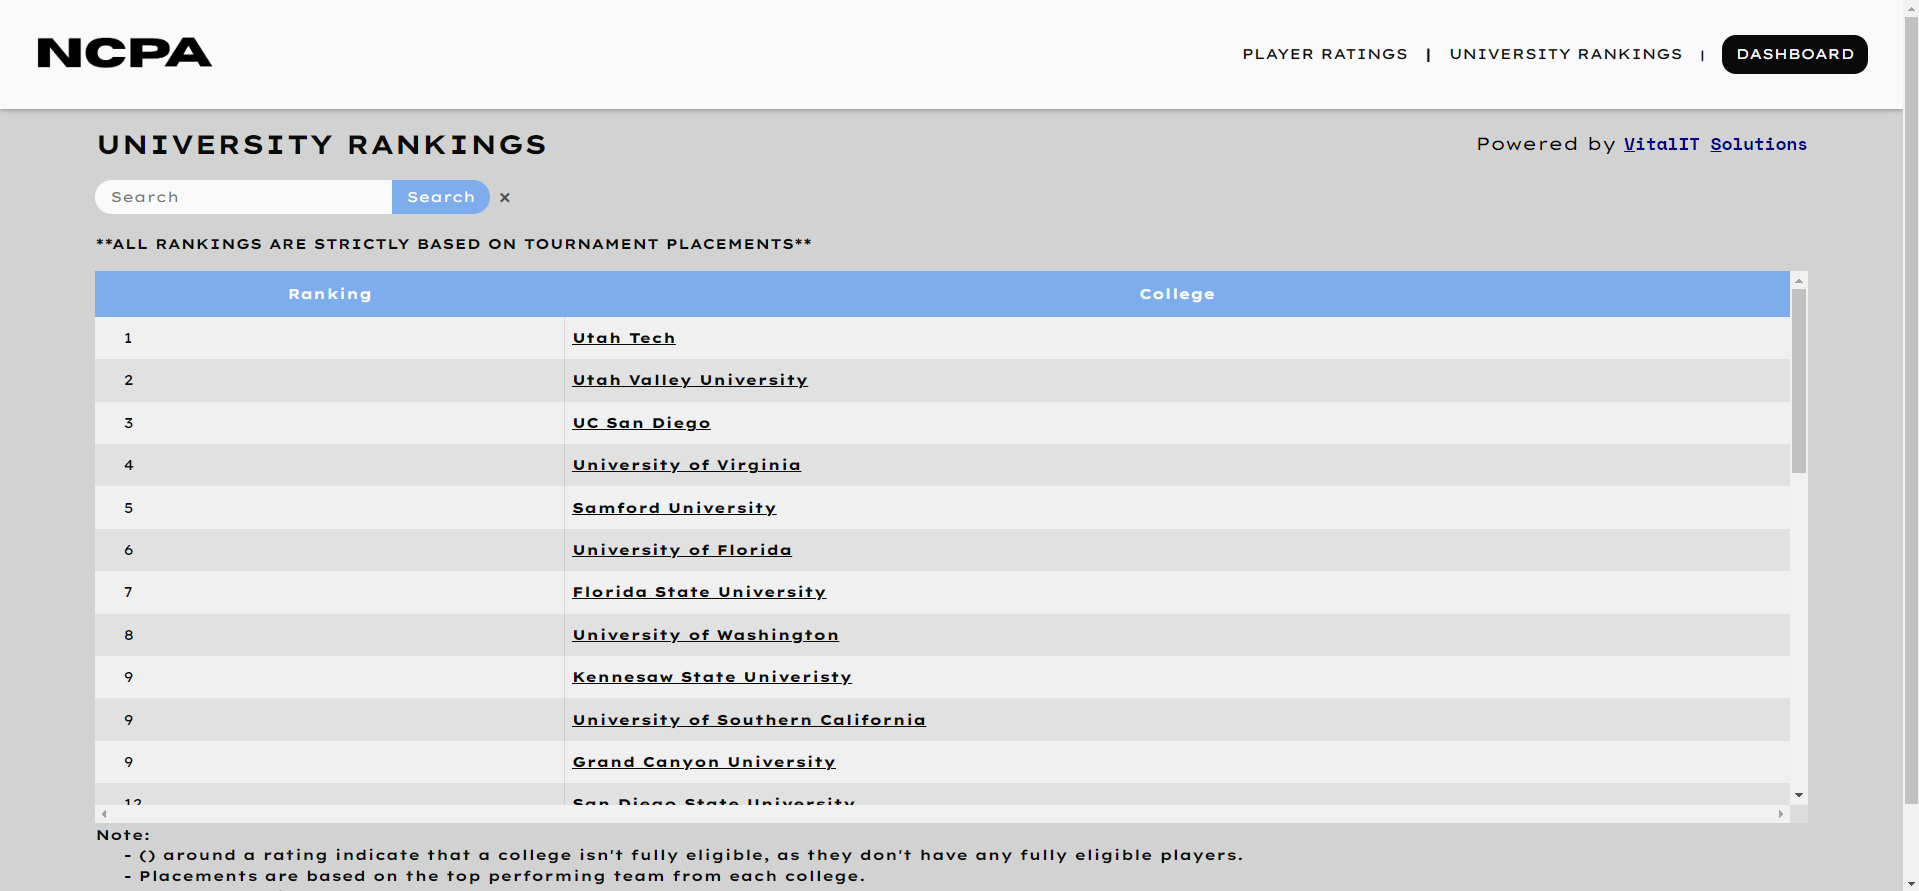 NCPA
PLAYER RATINGS | UNIVERSITY RANKINGS | DASHBOARD
UNIVERSITY RANKINGS
Powered by VitalIT Solutions
Search Search ×
**ALL RANKINGS ARE STRICTLY BASED ON TOURNAMENT PLACEMENTS**
Ranking College
1 Utah Tech
2 Utah Valley University
3 UC San Diego
4 University of Virginia
5 Samford University
6 University of Florida
7 Florida State University
8 University of Washington
9 Kennesaw State Univeristy
9 University of Southern California
9 Grand Canyon University
12 San Diego State University
Note:
- () around a rating indicate that a college isn't fully eligible, as they don't have any fully eligible players.
- Placements are based on the top performing team from each college.